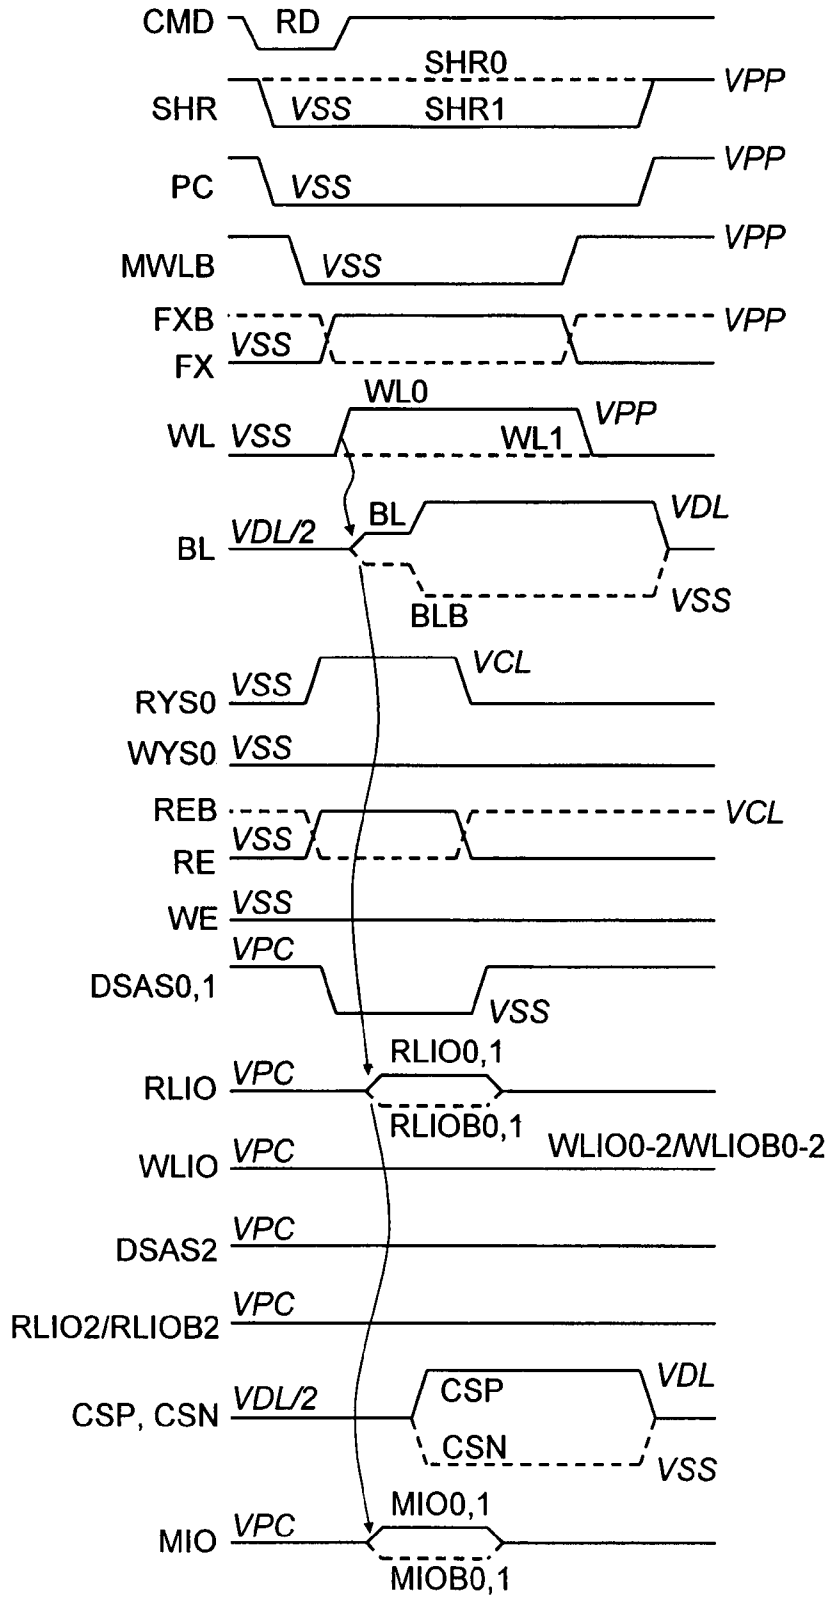 CMD RD
SHR0
SHR VSS SHR1 VPP
PC VSS VPP
MWLB VSS VPP
FXB VPP
VSS
FX
WL0
WL VSS WL1 VPP
BL VDL/2 BL VDL
BLB VSS
RYS0 VSS VCL
WYS0 VSS
REB VCL
VSS
RE
WE VSS
VPC
DSAS0,1 VSS
RLIO0,1
RLIO VPC
RLIOB0,1
WLIO VPC WLIO0-2/WLIOB0-2
DSAS2 VPC
RLIO2/RLIOB2 VPC
CSP, CSN VDL/2 CSP VDL
CSN VSS
MIO0,1
MIO VPC
MIOB0,1